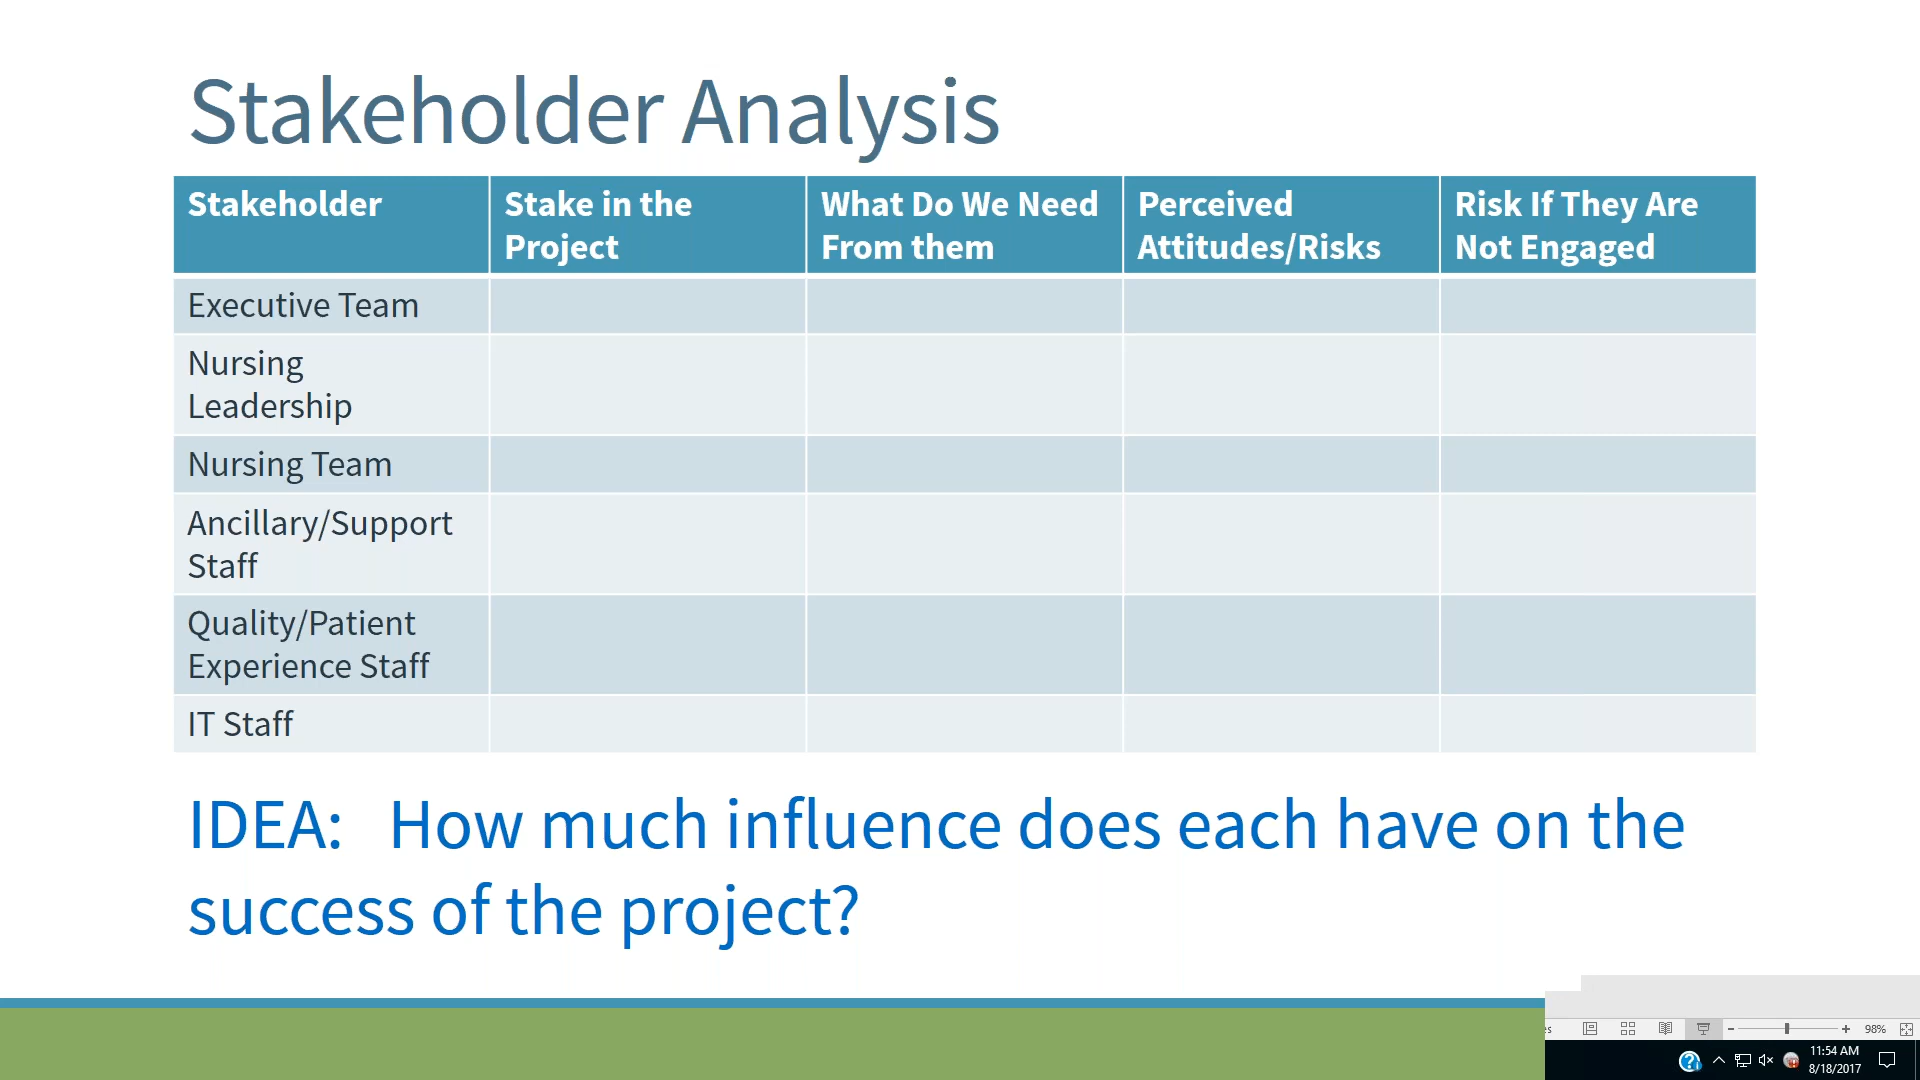 Stakeholder Analysis
Stakeholder
Stake in the
Project
What Do We Need
From them
Perceived
Attitudes/Risks
Risk If They Are
Not Engaged
Executive Team
Nursing
Leadership
Nursing Team
Ancillary/Support
Staff
Quality/Patient
Experience Staff
IT Staff
IDEA: How much influence does each have on the
success of the project?
es
98%
11:54 AM
8/18/2017